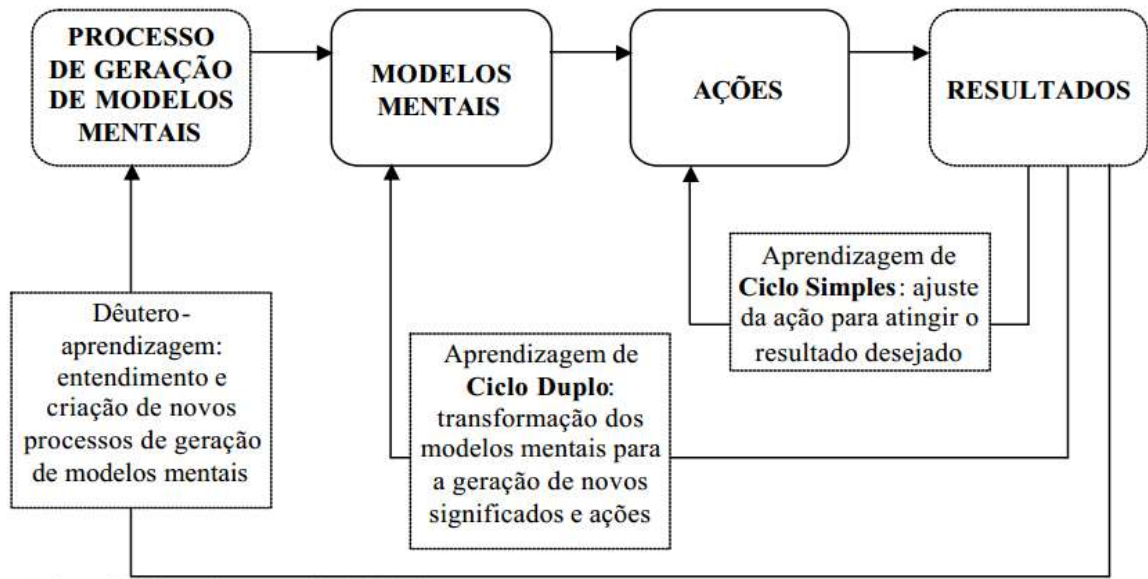 PROCESSO
DE GERAÇÃO
DE MODELOS
MENTAIS
MODELOS
MENTAIS
AÇÕES
RESULTADOS
Aprendizagem de
Ciclo Simples: ajuste
da ação para atingir o
resultado desejado
Aprendizagem de
Ciclo Duplo:
transformação dos
modelos mentais para
a geração de novos
significados e ações
Dêutero-
aprendizagem:
entendimento e
criação de novos
processos de geração
de modelos mentais